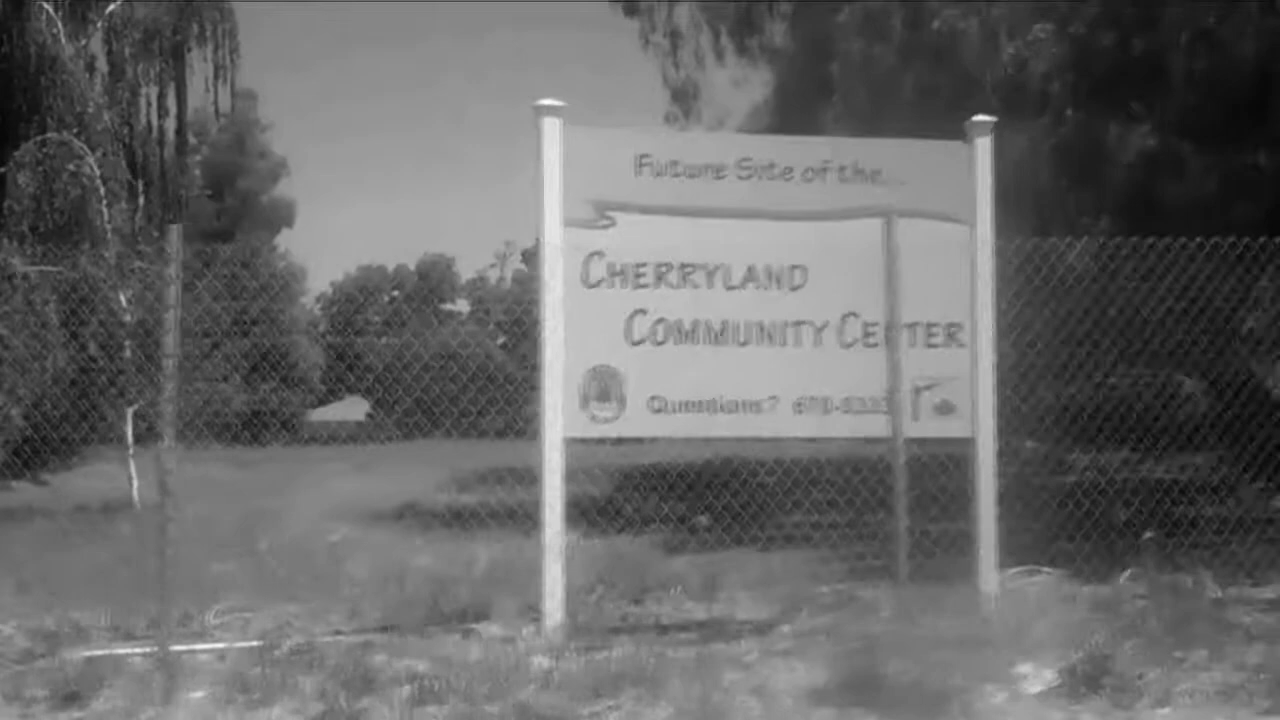 Future Site of the...
CHERRYLAND
COMMUNITY CENTER
Questions?